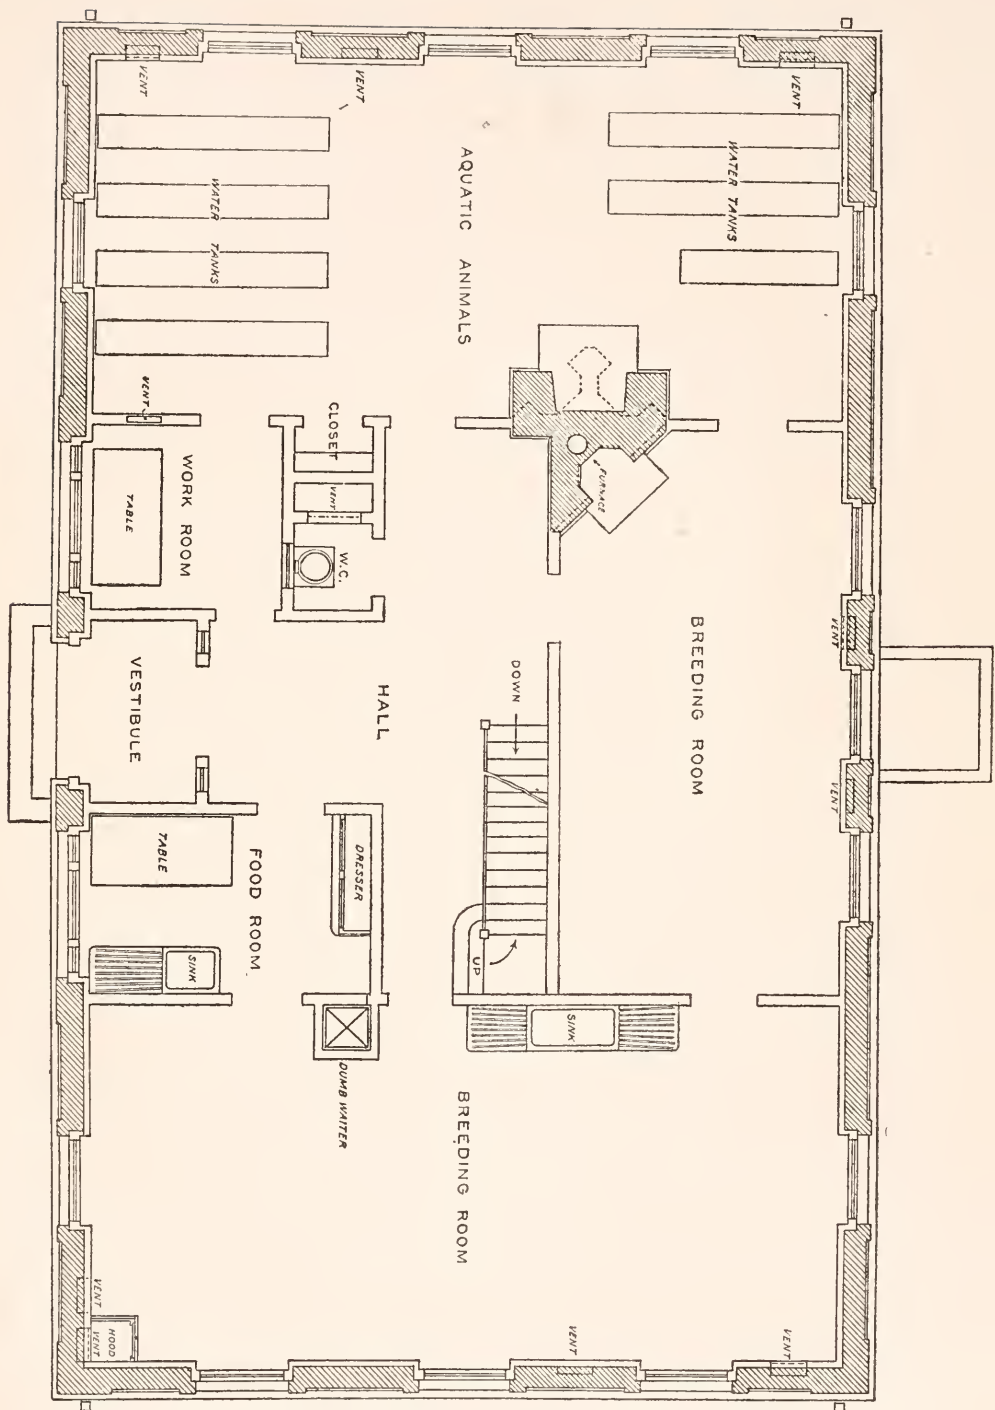 VENT
VENT
VENT
WATER TANKS
AQUATIC ANIMALS
WATER TANKS
VENT
WORK ROOM
TABLE
CLOSET
VENT
W.C.
FURNACE
BREEDING ROOM
VENT
VENT
VESTIBULE
HALL
DOWN
UP
FOOD ROOM
TABLE
DRESSER
SINK
SINK
DUMB WAITER
BREEDING ROOM
VENT
HOOD
VENT
VENT
VENT